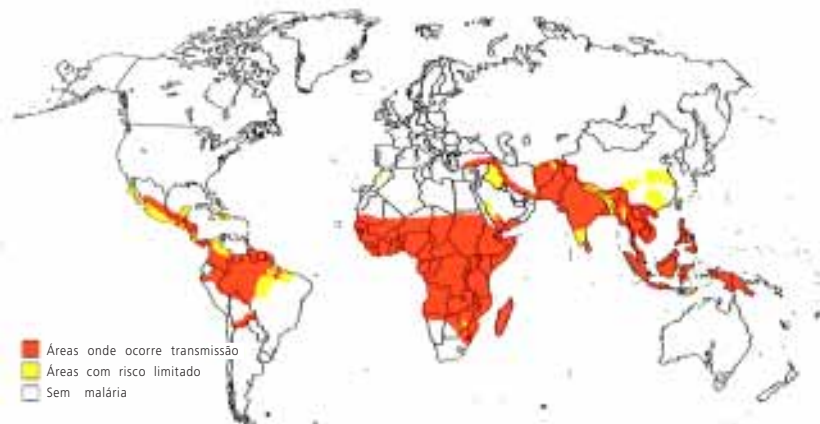 Áreas onde ocorre transmissão
Áreas com risco limitado
Sem malária